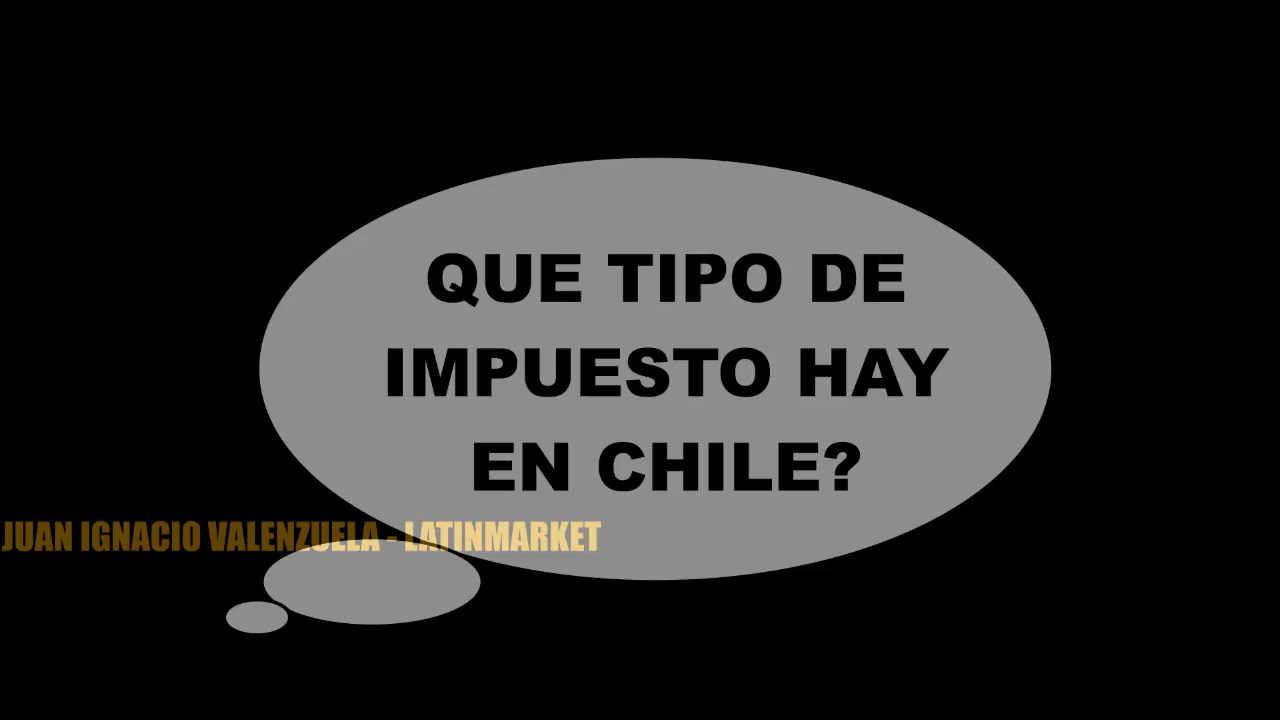 QUE TIPO DE
IMPUESTO HAY
EN CHILE?
JUAN IGNACIO VALENZUELA - LATINMARKET